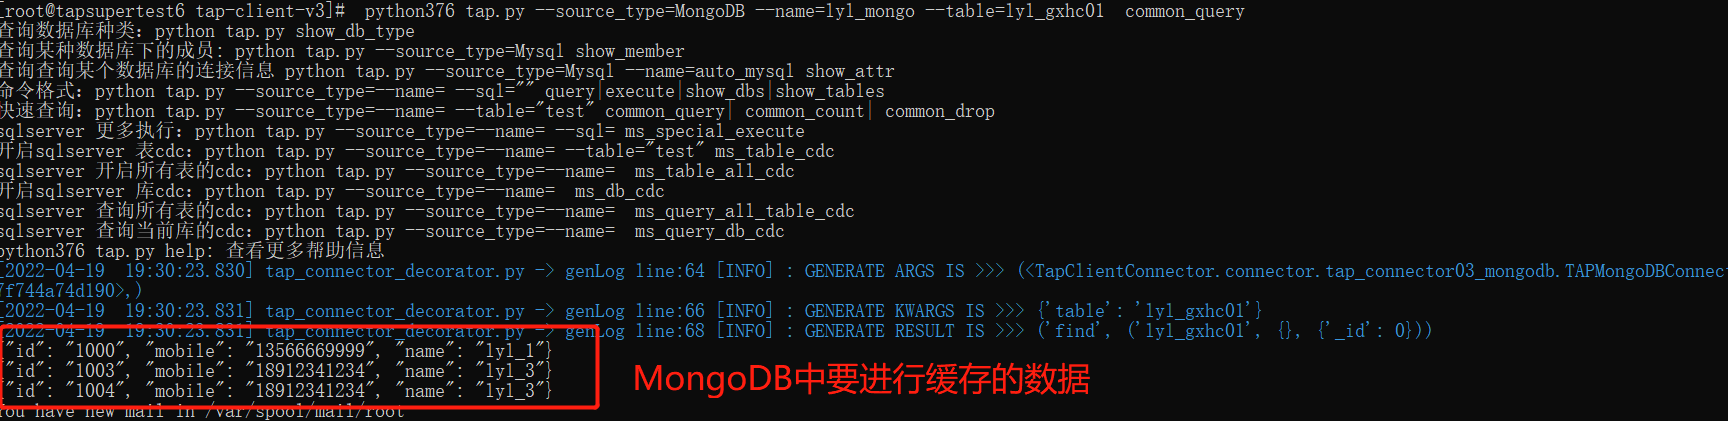 [root@tapsupertest6 tap-client-v3]#  python376 tap.py --source_type=MongoDB --name=lyl_mongo --table=lyl_gxhc01  common_query
查询数据库种类: python tap.py show_db_type
查询某种数据库下的成员: python tap.py --source_type=Mysql show_member
查询查询某个数据库的连接信息 python tap.py --source_type=Mysql --name=auto_mysql show_attr
命令格式: python tap.py --source_type=--name= --sql="" query|execute|show_dbs|show_tables
快速查询: python tap.py --source_type=--name= --table="test" common_query| common_count| common_drop
sqlserver 更多执行: python tap.py --source_type=--name= --sql= ms_special_execute
开启sqlserver 表cdc: python tap.py --source_type=--name= --table="test" ms_table_cdc
sqlserver 开启所有表的cdc: python tap.py --source_type=--name=  ms_table_all_cdc
开启sqlserver 库cdc: python tap.py --source_type=--name=  ms_db_cdc
sqlserver 查询所有表的cdc: python tap.py --source_type=--name=  ms_query_all_table_cdc
sqlserver 查询当前库的cdc: python tap.py --source_type=--name=  ms_query_db_cdc
python376 tap.py help: 查看更多帮助信息
[2022-04-19  19:30:23.830] tap_connector_decorator.py -> genLog line:64 [INFO] : GENERATE ARGS IS >>> (<TapClientConnector.connector.tap_connector03_mongodb.TAPMongoDBConnec
7f744a74d190>,)
[2022-04-19  19:30:23.831] tap_connector_decorator.py -> genLog line:66 [INFO] : GENERATE KWARGS IS >>> {'table': 'lyl_gxhc01'}
[2022-04-19  19:30:23.831] tap_connector_decorator.py -> genLog line:68 [INFO] : GENERATE RESULT IS >>> ('find', ('lyl_gxhc01', {}, {'_id': 0}))
{"id": "1000", "mobile": "13566669999", "name": "lyl_1"}
{"id": "1003", "mobile": "18912341234", "name": "lyl_3"}
{"id": "1004", "mobile": "18912341234", "name": "lyl_3"}
MongoDB中要进行缓存的数据
You have new mail in /var/spool/mail/root